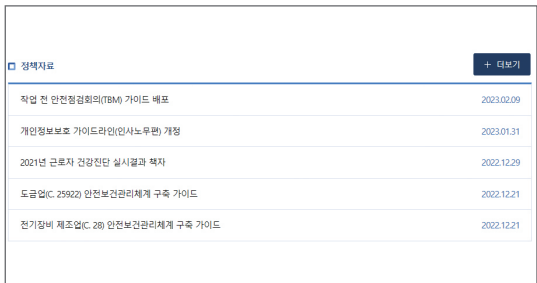 정책자료
+ 더보기
작업 전 안전점검회의(TBM) 가이드 배포 2023.02.09
개인정보보호 가이드라인(인사노무편) 개정 2023.01.31
2021년 근로자 건강진단 실시결과 책자 2022.12.29
도금업(C. 25922) 안전보건관리체계 구축 가이드 2022.12.21
전기장비 제조업(C. 28) 안전보건관리체계 구축 가이드 2022.12.21